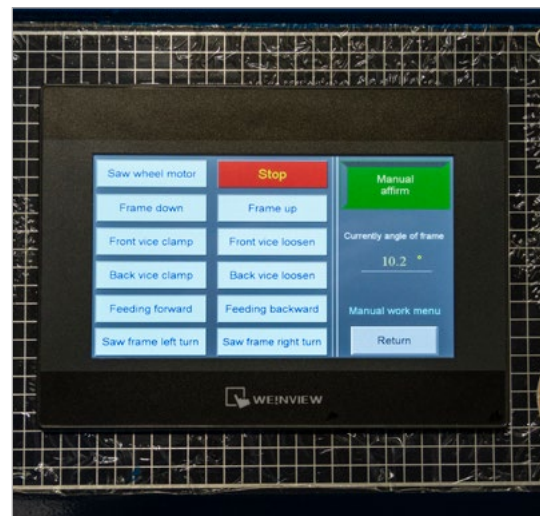 Saw wheel motor
Stop
Manual
affirm
Frame down
Frame up
Front vice clamp
Front vice loosen
Currently angle of frame
10.2 °
Back vice clamp
Back vice loosen
Feeding forward
Feeding backward
Manual work menu
Saw frame left turn
Saw frame right turn
Return
WE!NVIEW